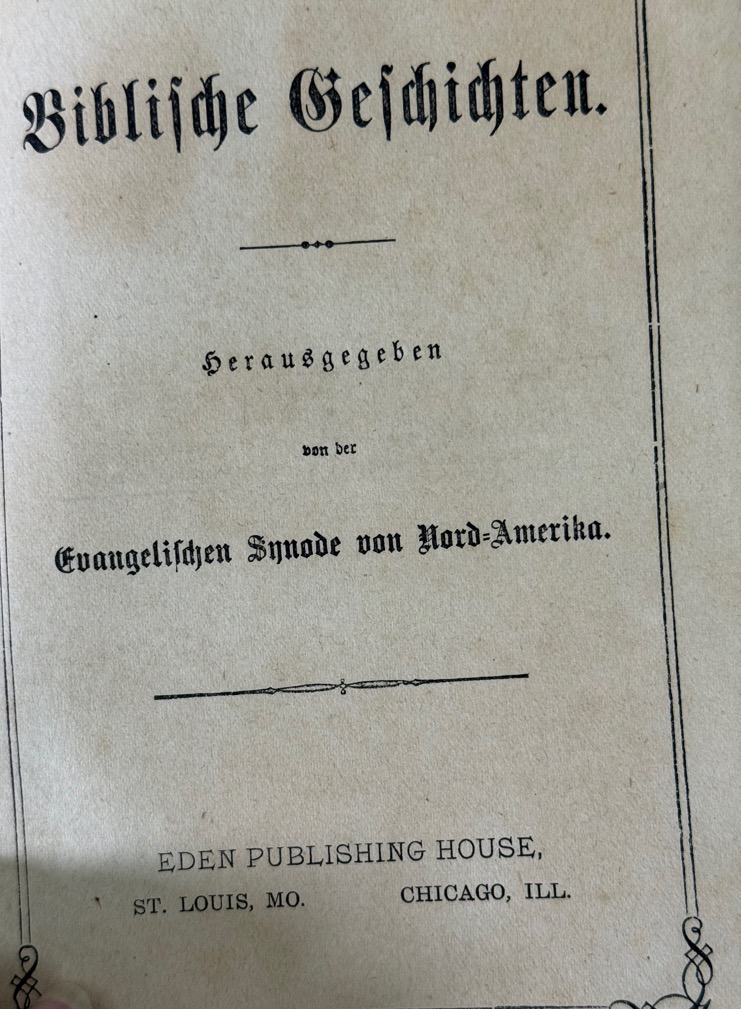 Bibliſche Geſchichten.
Herausgegeben
von der
Evangeliſchen Synode von Nord=Amerika.
EDEN PUBLISHING HOUSE,
ST. LOUIS, MO. CHICAGO, ILL.